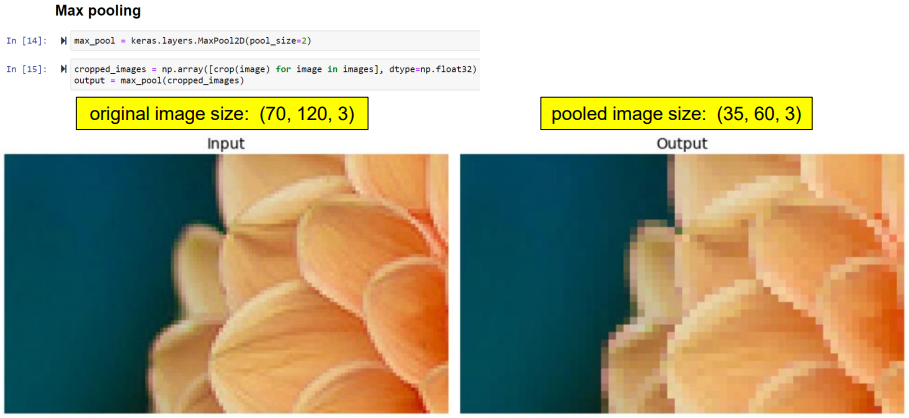 Max pooling
In [14]: max_pool = keras.layers.MaxPool2D(pool_size=2)
In [15]: cropped_images = np.array([crop(image) for image in images], dtype=np.float32)
output = max_pool(cropped_images)
original image size: (70, 120, 3)
pooled image size: (35, 60, 3)
Input
Output